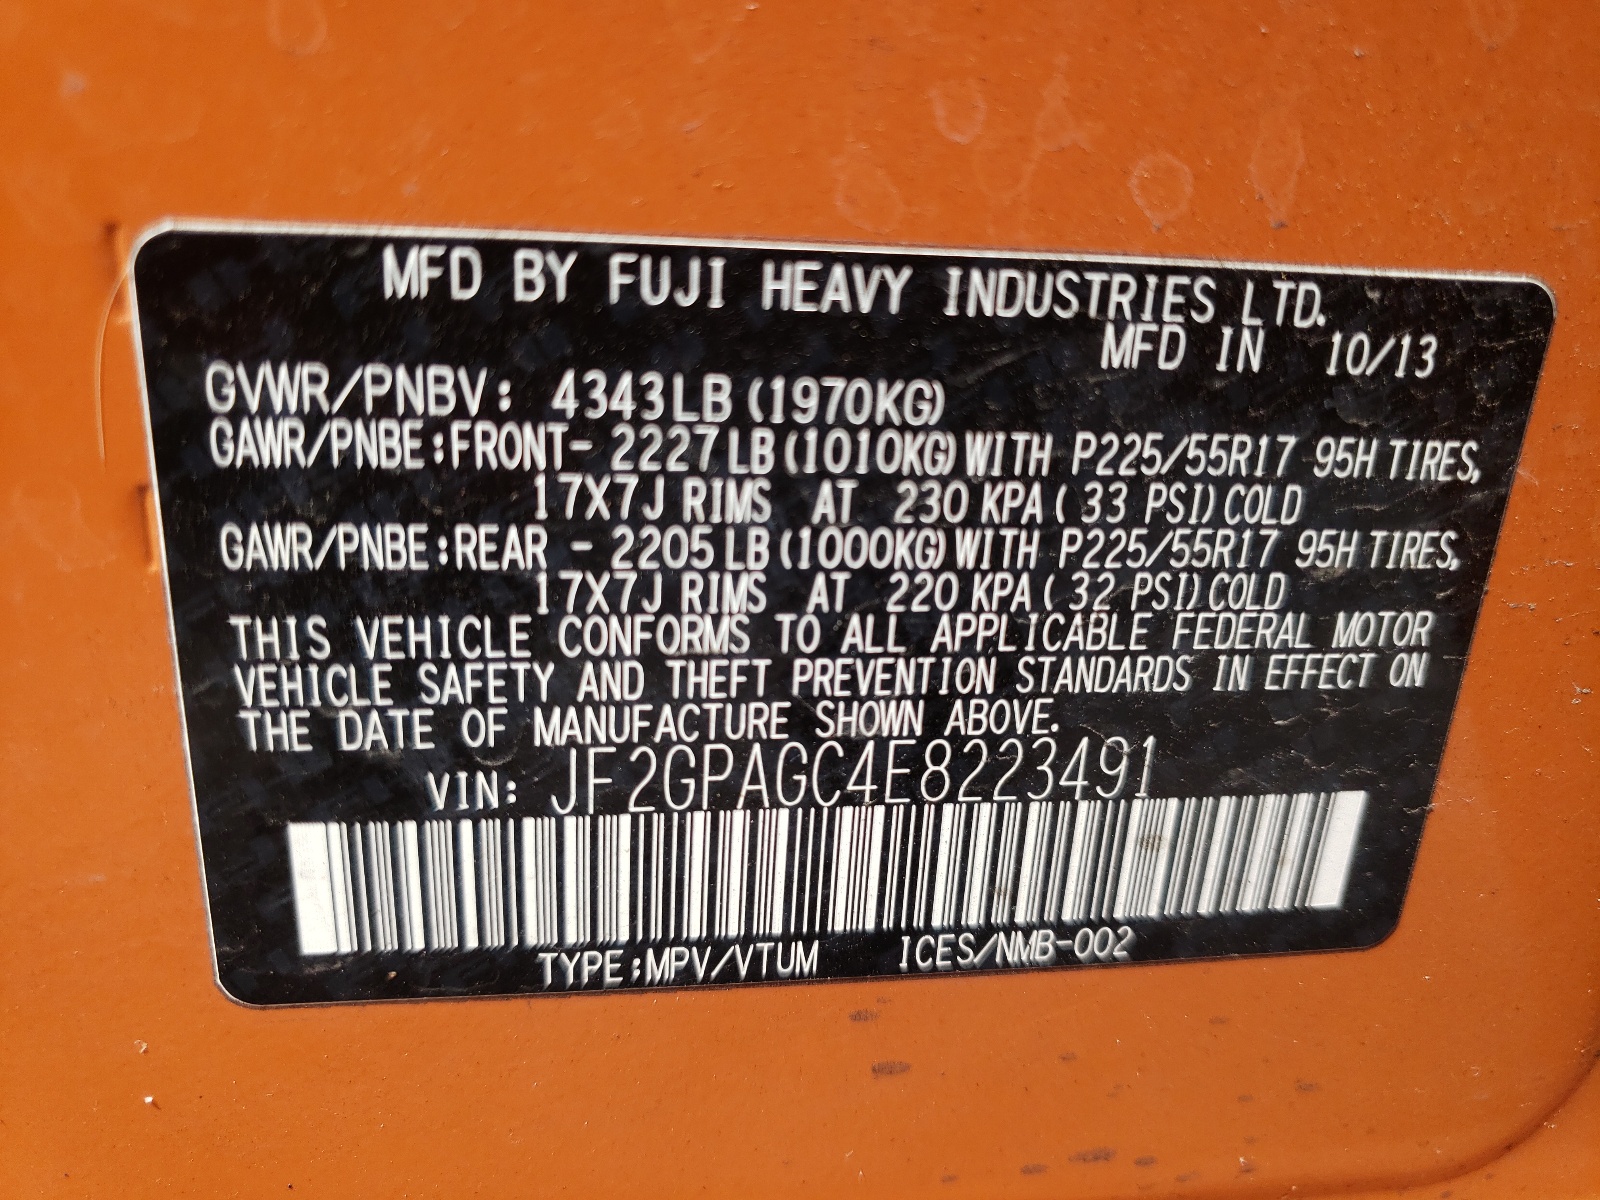 MFD BY FUJI HEAVY INDUSTRIES LTD.
MFD IN 10/13
GVWR/PNBV: 4343LB (1970KG)
GAWR/PNBE:FRONT- 2227LB (1010KG) WITH P225/55R17 95H TIRES,
17X7J RIMS AT 230 KPA ( 33 PSI) COLD
GAWR/PNBE:REAR - 2205LB (1000KG) WITH P225/55R17 95H TIRES,
17X7J RIMS AT 220 KPA ( 32 PSI) COLD
THIS VEHICLE CONFORMS TO ALL APPLICABLE FEDERAL MOTOR
VEHICLE SAFETY AND THEFT PREVENTION STANDARDS IN EFFECT ON
THE DATE OF MANUFACTURE SHOWN ABOVE.
VIN: JF2GPAGC4E8223491
TYPE:MPV/VTUM ICES/NMB-002